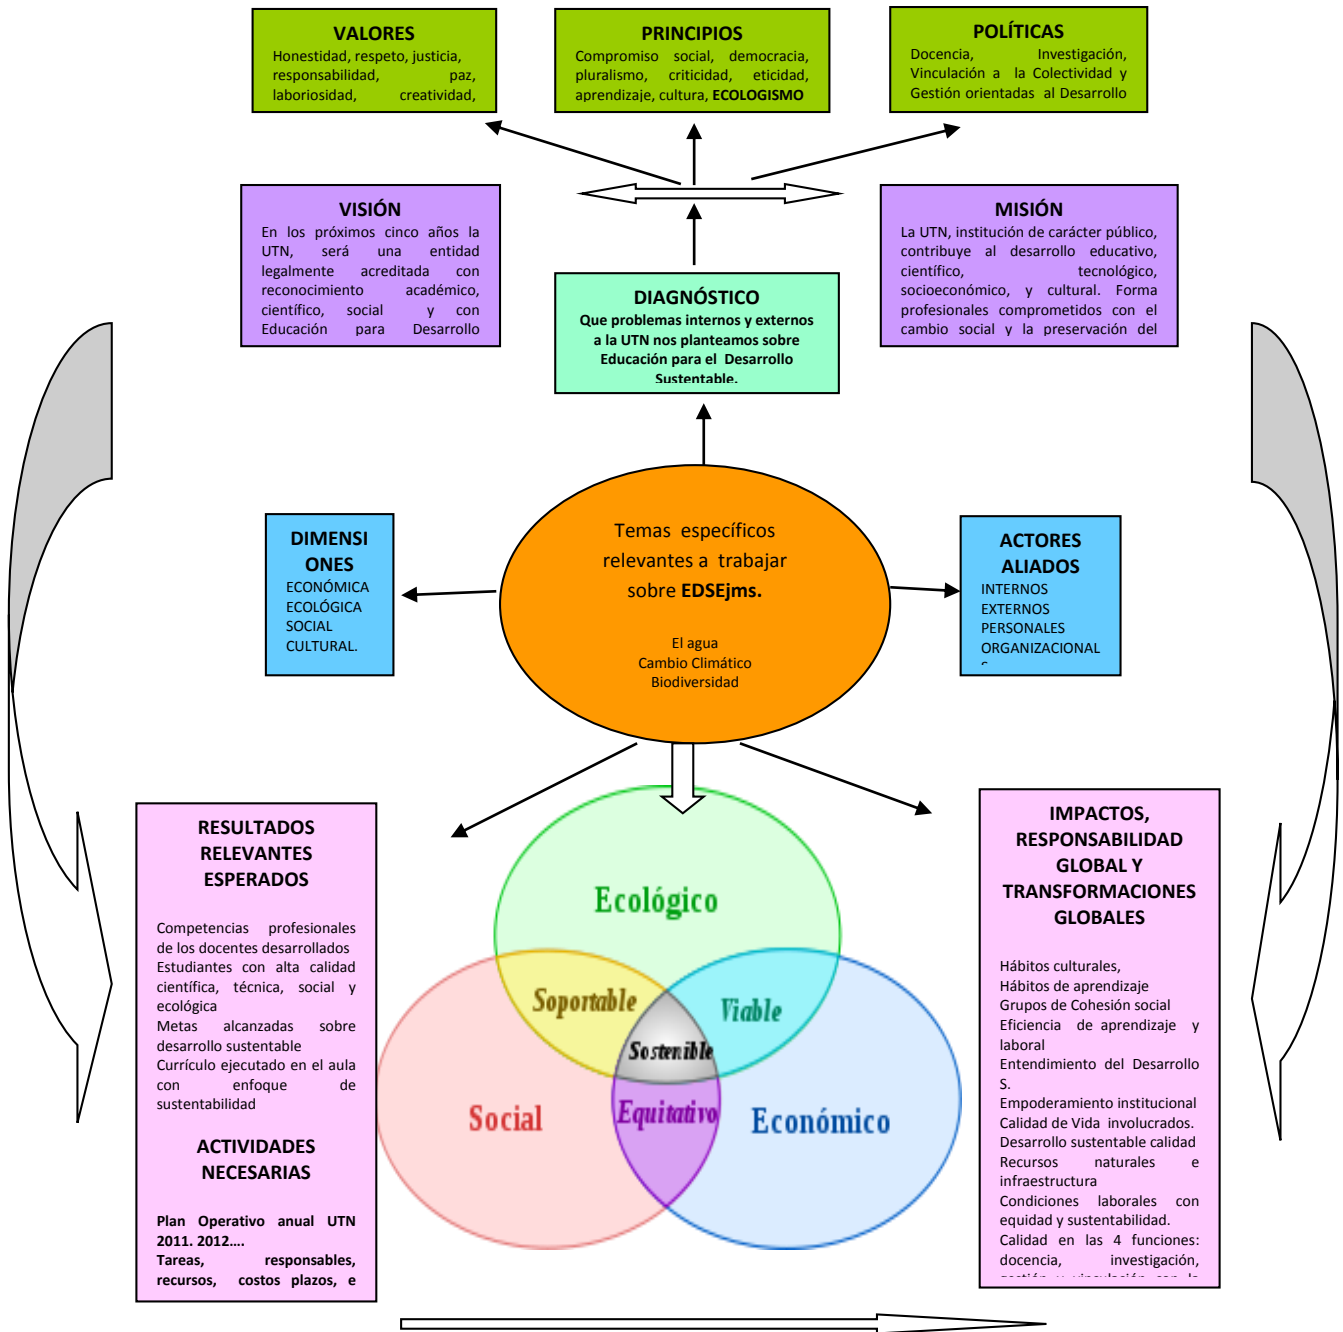 VALORES
Honestidad, respeto, justicia,
responsabilidad, paz,
laboriosidad, creatividad,
PRINCIPIOS
Compromiso social, democracia,
pluralismo, criticidad, eticidad,
aprendizaje, cultura, ECOLOGISMO
POLÍTICAS
Docencia, Investigación,
Vinculación a la Colectividad y
Gestión orientadas al Desarrollo
VISIÓN
En los próximos cinco años la
UTN, será una entidad
legalmente acreditada con
reconocimiento académico,
científico, social y con
Educación para Desarrollo
MISIÓN
La UTN, institución de carácter público,
contribuye al desarrollo educativo,
científico, tecnológico,
socioeconómico, y cultural. Forma
profesionales comprometidos con el
cambio social y la preservación del
DIAGNÓSTICO
Que problemas internos y externos
a la UTN nos planteamos sobre
Educación para el Desarrollo
Sustentable.
Temas específicos
relevantes a trabajar
sobre EDSEjms.
El agua
Cambio Climático
Biodiversidad
DIMENSI
ONES
ECONÓMICA
ECOLÓGICA
SOCIAL
CULTURAL.
ACTORES
ALIADOS
INTERNOS
EXTERNOS
PERSONALES
ORGANIZACIONAL
RESULTADOS
RELEVANTES
ESPERADOS
Competencias profesionales
de los docentes desarrollados
Estudiantes con alta calidad
científica, técnica, social y
ecológica
Metas alcanzadas sobre
desarrollo sustentable
Currículo ejecutado en el aula
con enfoque de
sustentabilidad
ACTIVIDADES
NECESARIAS
Plan Operativo anual UTN
2011. 2012....
Tareas, responsables,
recursos, costos plazos, e
Ecológico
Soportable
Viable
Sostenible
Social
Equitativo
Económico
IMPACTOS,
RESPONSABILIDAD
GLOBAL Y
TRANSFORMACIONES
GLOBALES
Hábitos culturales,
Hábitos de aprendizaje
Grupos de Cohesión social
Eficiencia de aprendizaje y
laboral
Entendimiento del Desarrollo
S.
Empoderamiento institucional
Calidad de Vida involucrados.
Desarrollo sustentable calidad
Recursos naturales e
infraestructura
Condiciones laborales con
equidad y sustentabilidad.
Calidad en las 4 funciones:
docencia, investigación,